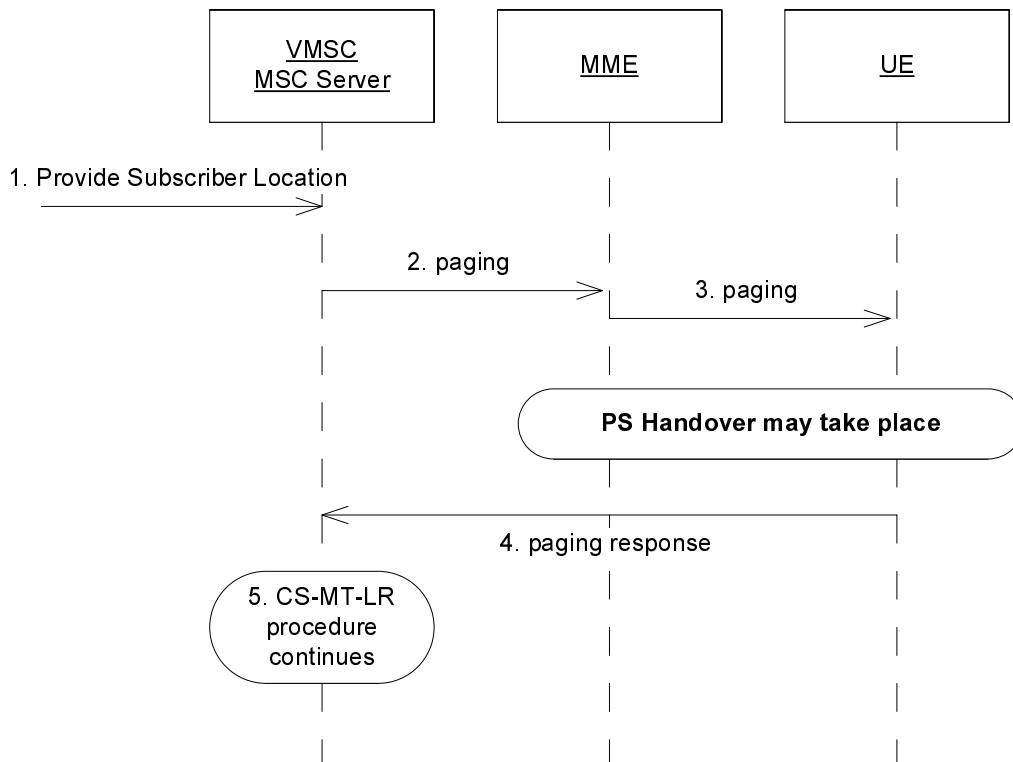 VMSC
MSC Server
MME
UE
1. Provide Subscriber Location
2. paging
3. paging
PS Handover may take place
4. paging response
5. CS-MT-LR
procedure
continues